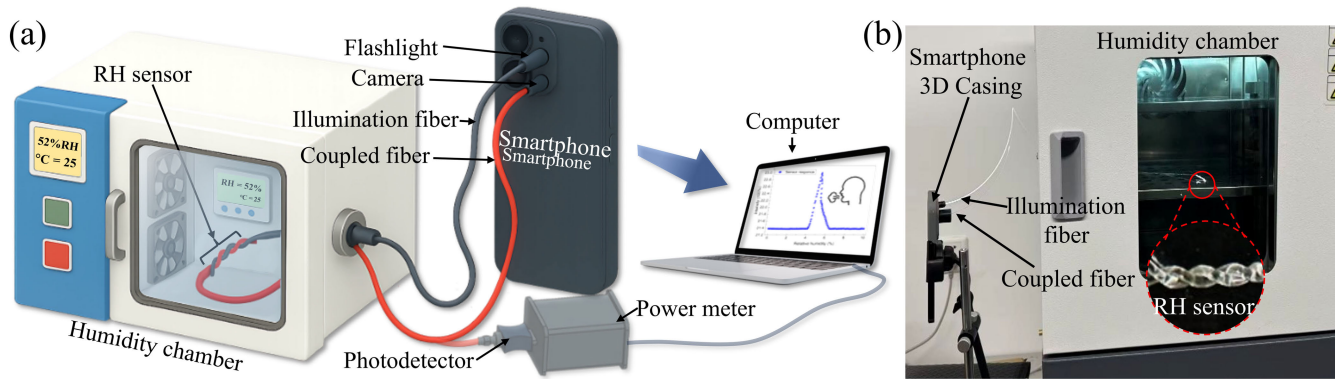 (a)
Flashlight
Camera
RH sensor
Illumination fiber
Coupled fiber
Smartphone
Smartphone
52%RH
°C = 25
RH = 52%
°C = 25
Computer
Humidity chamber
Photodetector
Power meter
(b)
Humidity chamber
Smartphone
3D Casing
Illumination
fiber
Coupled fiber
RH sensor